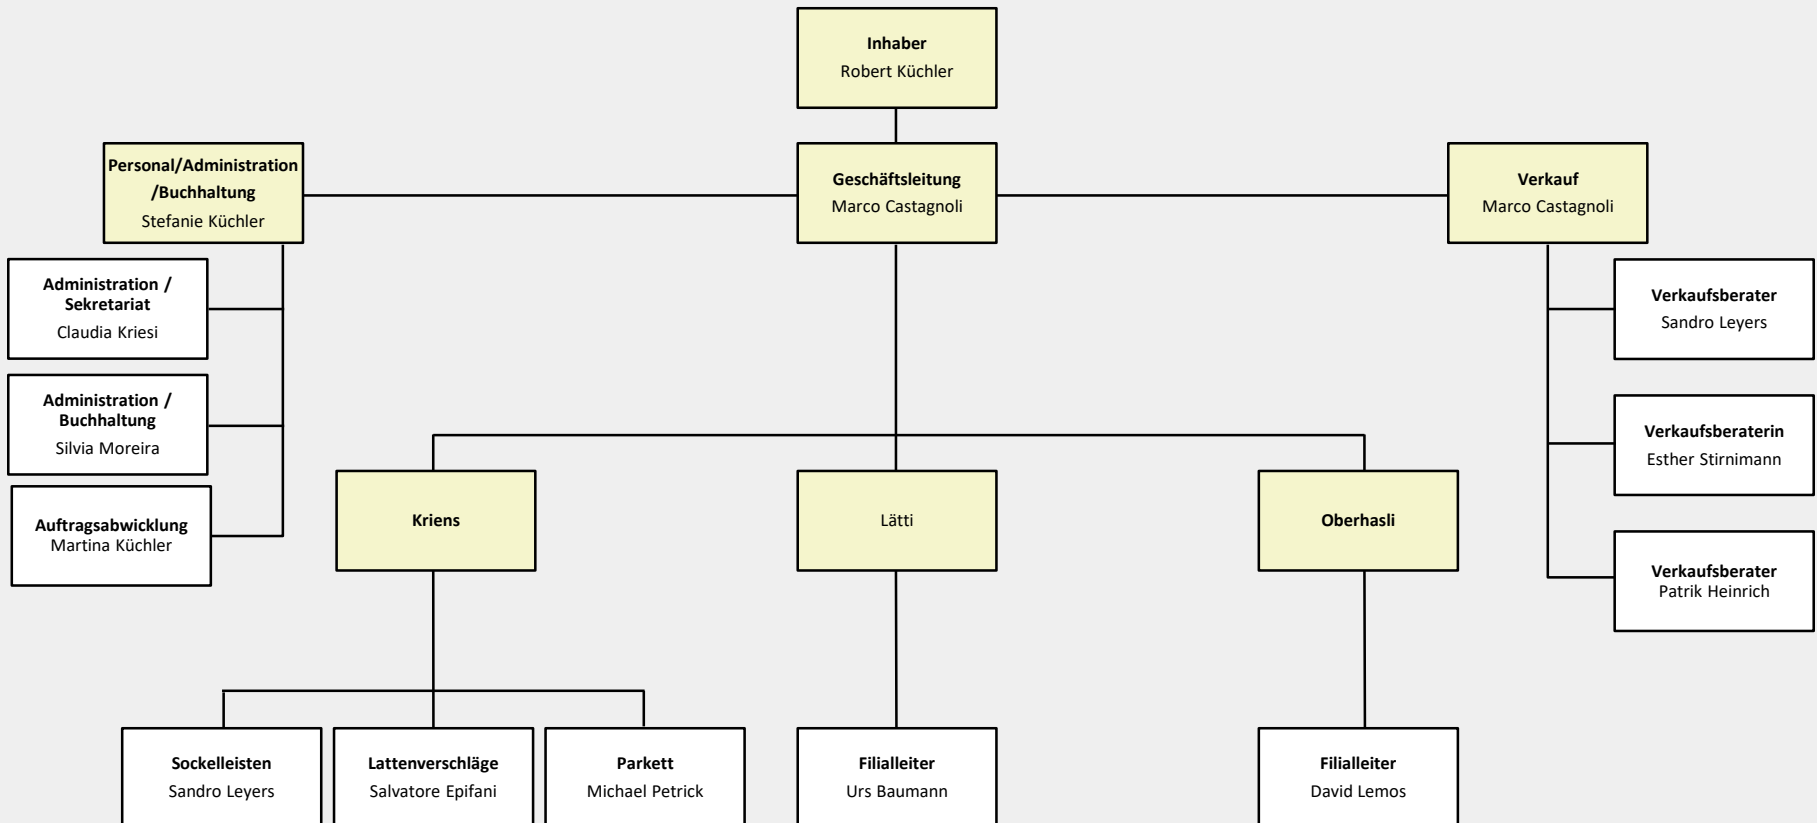 Inhaber
Robert Küchler
Personal/Administration
/Buchhaltung
Stefanie Küchler
Geschäftsleitung
Marco Castagnoli
Verkauf
Marco Castagnoli
Administration /
Sekretariat
Claudia Kriesi
Administration /
Buchhaltung
Silvia Moreira
Auftragsabwicklung
Martina Küchler
Verkaufsberater
Sandro Leyers
Verkaufsberaterin
Esther Stirnimann
Verkaufsberater
Patrik Heinrich
Kriens
Lätti
Oberhasli
Sockelleisten
Sandro Leyers
Lattenverschläge
Salvatore Epifani
Parkett
Michael Petrick
Filialleiter
Urs Baumann
Filialleiter
David Lemos